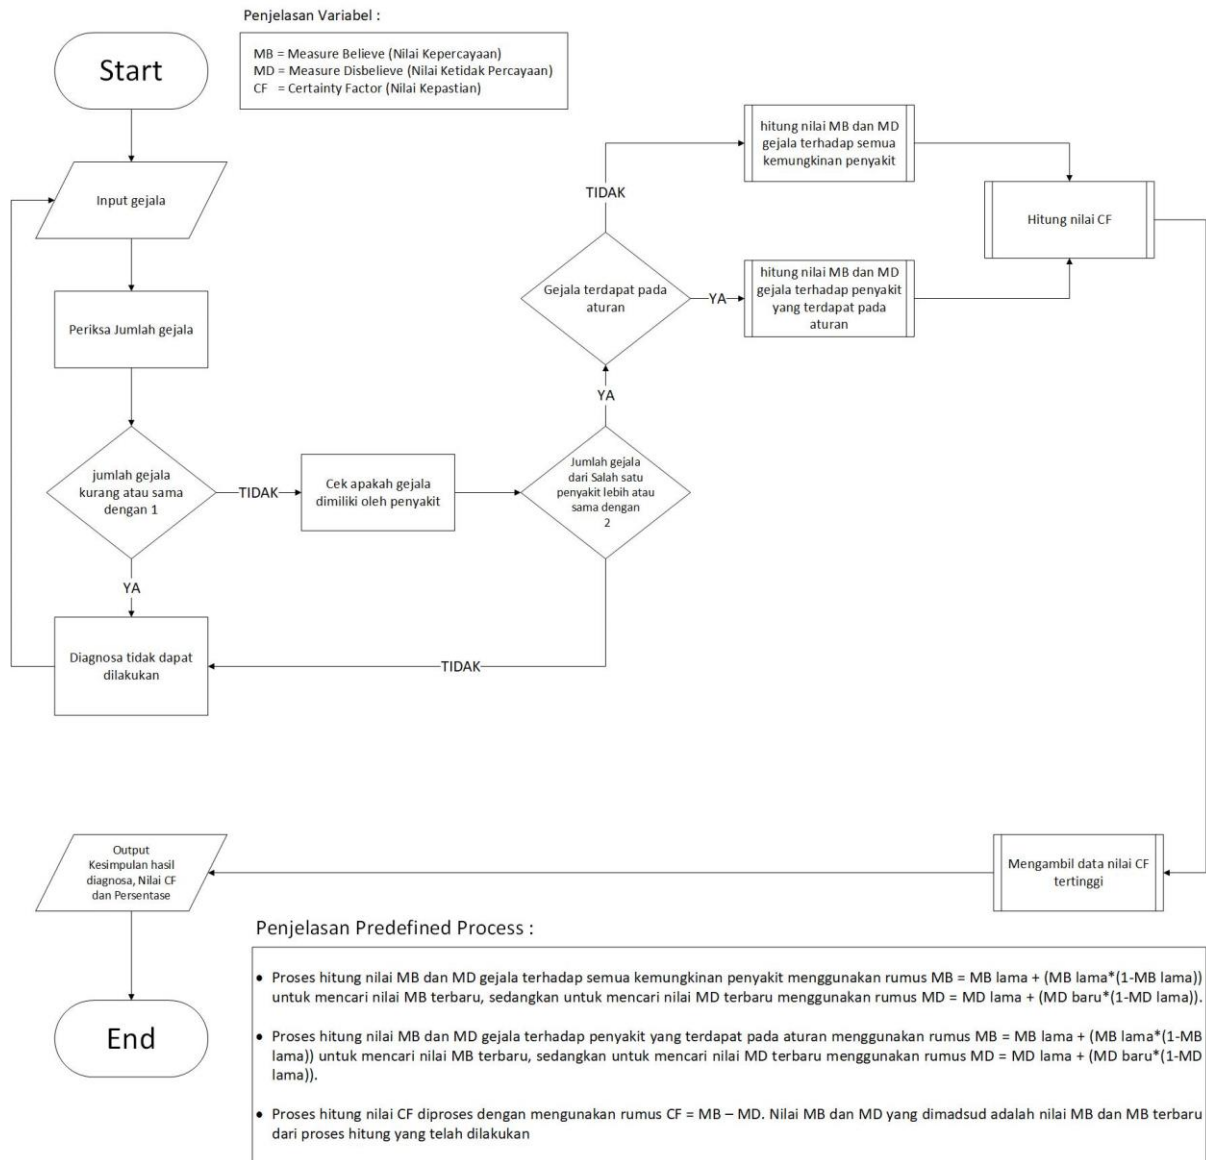 Penjelasan Variabel :
MB = Measure Believe (Nilai Kepercayaan)
MD = Measure Disbelieve (Nilai Ketidak Percayaan)
CF = Certainty Factor (Nilai Kepastian)
Start
Input gejala
Periksa Jumlah gejala
jumlah gejala
kurang atau sama
dengan 1
TIDAK
YA
Cek apakah gejala
dimiliki oleh penyakit
Jumlah gejala
dari Salah satu
penyakit lebih atau
sama dengan
2
YA
TIDAK
Diagnosa tidak dapat
dilakukan
Gejala terdapat pada
aturan
TIDAK
YA
hitung nilai MB dan MD
gejala terhadap semua
kemungkinan penyakit
hitung nilai MB dan MD
gejala terhadap penyakit
yang terdapat pada
aturan
Hitung nilai CF
Mengambil data nilai CF
tertinggi
Output
Kesimpulan hasil
diagnosa, Nilai CF
dan Persentase
End
Penjelasan Predefined Process :
• Proses hitung nilai MB dan MD gejala terhadap semua kemungkinan penyakit menggunakan rumus MB = MB lama + (MB lama*(1-MB lama))
untuk mencari nilai MB terbaru, sedangkan untuk mencari nilai MD terbaru menggunakan rumus MD = MD lama + (MD baru*(1-MD lama)).
• Proses hitung nilai MB dan MD gejala terhadap penyakit yang terdapat pada aturan menggunakan rumus MB = MB lama + (MB lama*(1-MB
lama)) untuk mencari nilai MB terbaru, sedangkan untuk mencari nilai MD terbaru menggunakan rumus MD = MD lama + (MD baru*(1-MD
lama)).
• Proses hitung nilai CF diproses dengan mengunakan rumus CF = MB – MD. Nilai MB dan MD yang dimadsud adalah nilai MB dan MB terbaru
dari proses hitung yang telah dilakukan